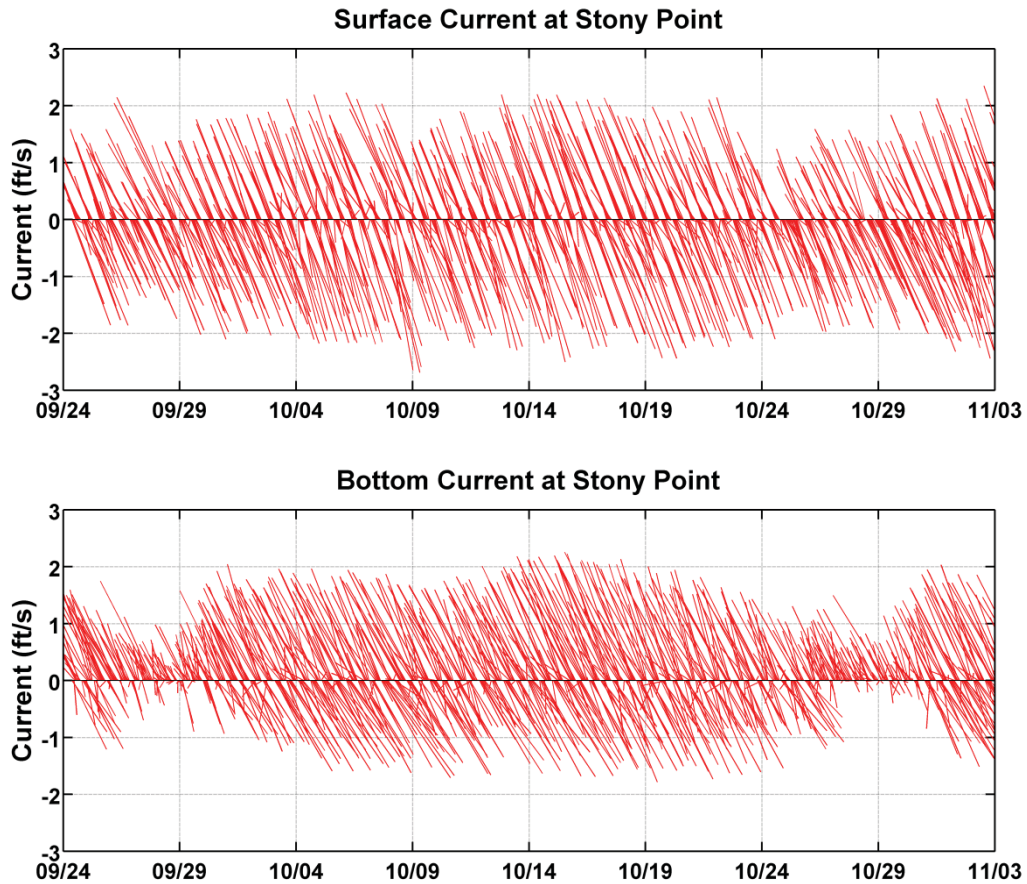 Surface Current at Stony Point
3
2
1
0
-1
-2
-3
Current (ft/s)
09/24 09/29 10/04 10/09 10/14 10/19 10/24 10/29 11/03
Bottom Current at Stony Point
3
2
1
0
-1
-2
-3
Current (ft/s)
09/24 09/29 10/04 10/09 10/14 10/19 10/24 10/29 11/03